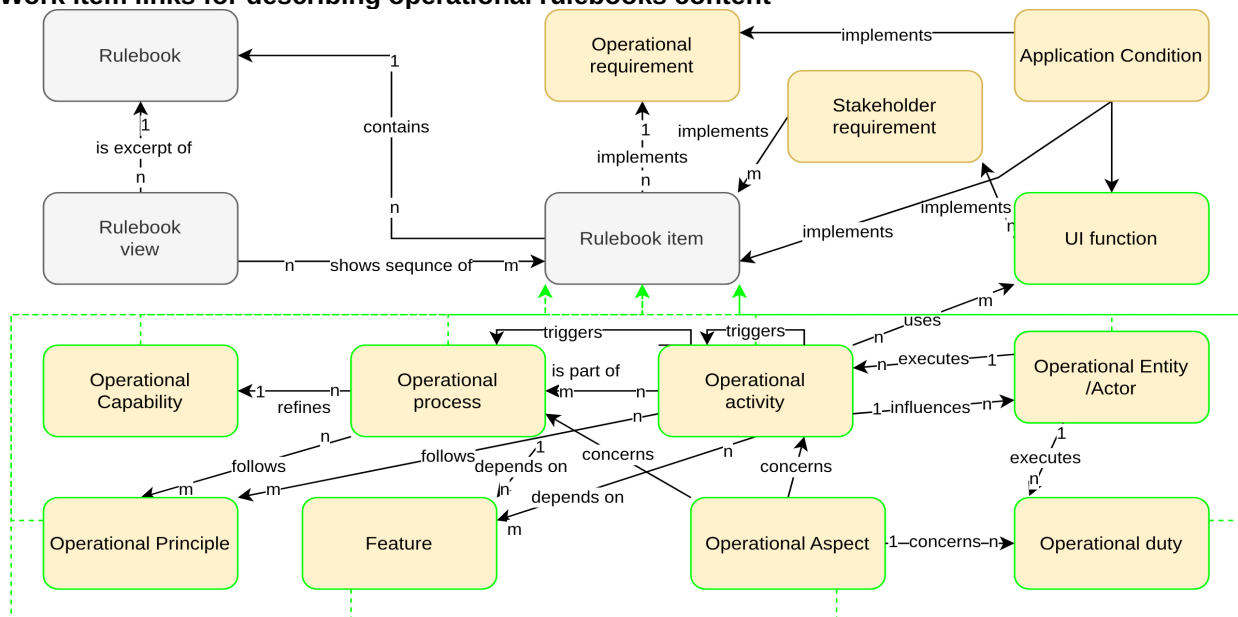 Work item links for describing operational rulebooks content
Rulebook
Operational
requirement
implements
Application Condition
1
contains
n
Stakeholder
requirement
1
is excerpt of
n
1
implements
n
implements
m
Rulebook
view
Rulebook item
implements
n
implements
UI function
n
shows sequnce of
m
m
uses
n
triggers
triggers
Operational
Capability
1
n
refines
Operational
process
is part of
m
n
Operational
activity
n
executes
1
Operational Entity
/Actor
1
influences
n
n
follows
m
n
follows
m
1
depends on
n
concerns
n
depends on
m
concerns
1
executes
n
Operational Principle
Feature
Operational Aspect
1
concerns
n
Operational duty